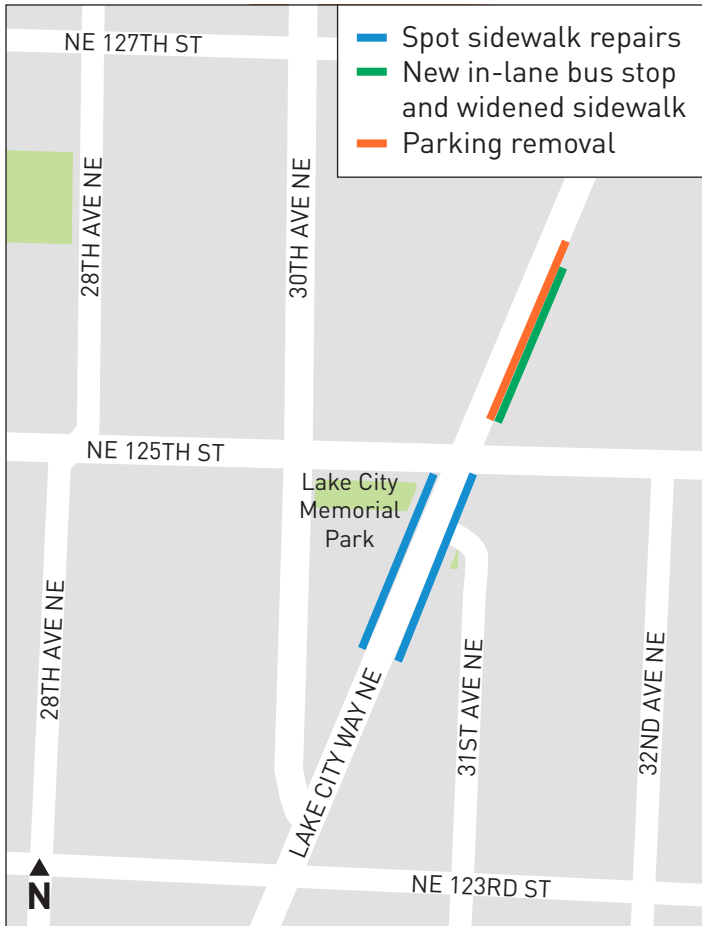 Spot sidewalk repairs
New in-lane bus stop
and widened sidewalk
Parking removal
NE 127TH ST
28TH AVE NE
30TH AVE NE
NE 125TH ST
Lake City
Memorial
Park
28TH AVE NE
LAKE CITY WAY NE
31ST AVE NE
32ND AVE NE
NE 123RD ST
N